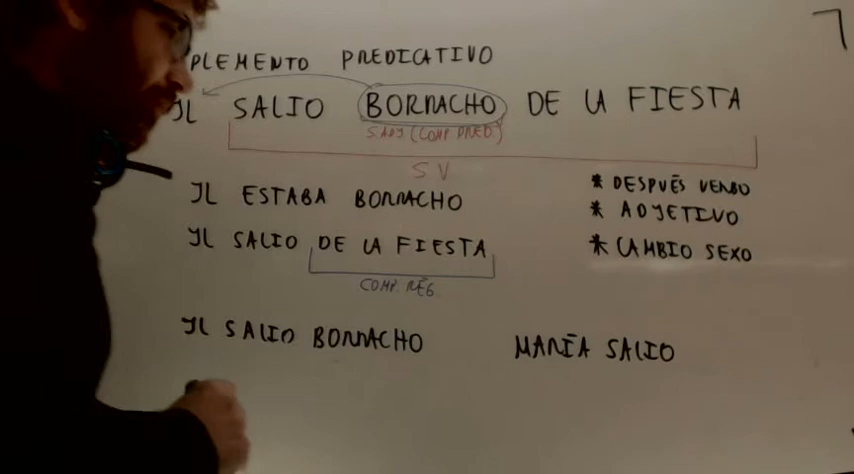 PLEMENTO PREDICATIVO
JL SALIO BORRACHO DE LA FIESTA
S.ADJ (COMP PRED.)
SV
JL ESTABA BORRACHO
* DESPUÉS VERBO
* ADJETIVO
JL SALIO DE LA FIESTA
* CAMBIO SEXO
COMP. RÉG.
JL SALIO BORRACHO MARÍA SALIO